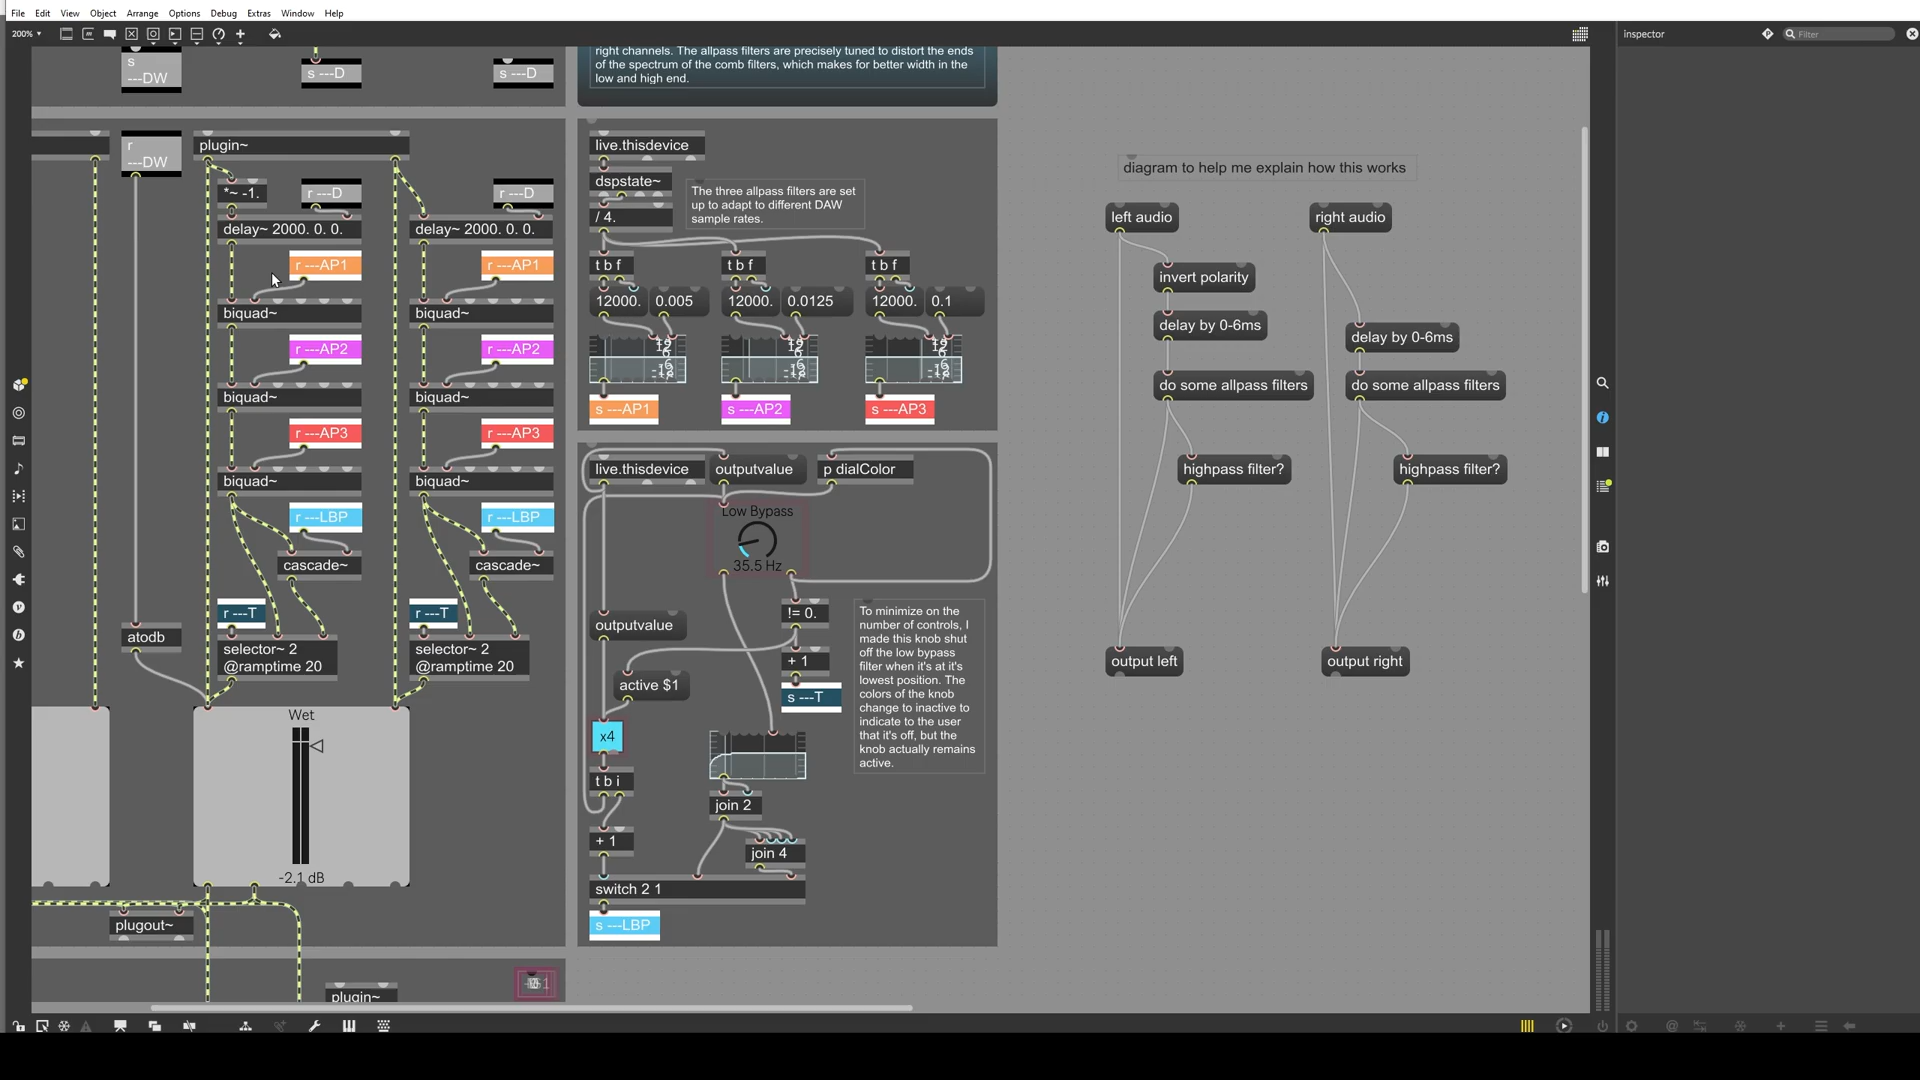 File Edit View Object Arrange Options Debug Extras Window Help
200%
inspector
Filter
s
---DW
s ---D
s ---D
right channels. The allpass filters are precisely tuned to distort the ends
of the spectrum of the comb filters, which makes for better width in the
low and high end.
r
---DW
plugin~
*~ -1.
r ---D
r ---D
delay~ 2000. 0. 0.
delay~ 2000. 0. 0.
r ---AP1
r ---AP1
biquad~
biquad~
r ---AP2
r ---AP2
biquad~
biquad~
r ---AP3
r ---AP3
biquad~
biquad~
r ---LBP
r ---LBP
cascade~
cascade~
r ---T
r ---T
atodb
selector~ 2
@ramptime 20
selector~ 2
@ramptime 20
Wet
-2.1 dB
plugout~
plugin~
live.thisdevice
dspstate~
/ 4.
The three allpass filters are set
up to adapt to different DAW
sample rates.
t b f
t b f
t b f
12000.
0.005
12000.
0.0125
12000.
0.1
s ---AP1
s ---AP2
s ---AP3
live.thisdevice
outputvalue
p dialColor
Low Bypass
35.5 Hz
outputvalue
!= 0.
+ 1
active $1
s ---T
x4
t b i
join 2
+ 1
join 4
switch 2 1
s ---LBP
To minimize on the
number of controls, I
made this knob shut
off the low bypass
filter when it's at it's
lowest position. The
colors of the knob
change to inactive to
indicate to the user
that it's off, but the
knob actually remains
active.
diagram to help me explain how this works
left audio
right audio
invert polarity
delay by 0-6ms
delay by 0-6ms
do some allpass filters
do some allpass filters
highpass filter?
highpass filter?
output left
output right